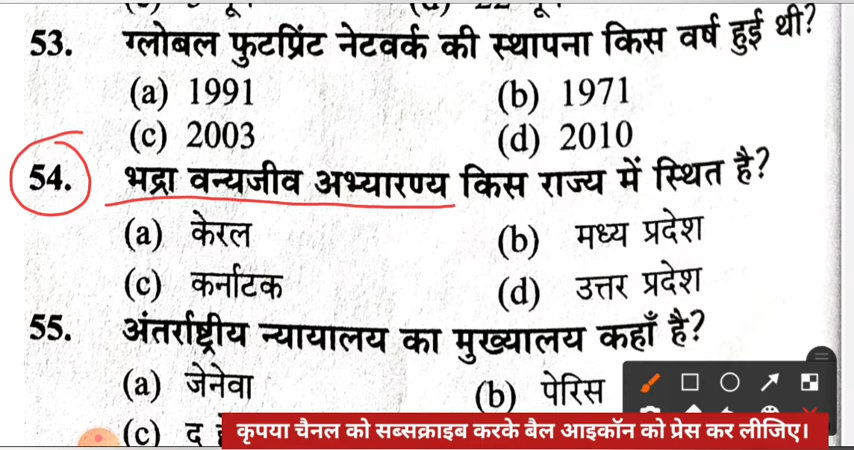 53. ग्लोबल फुटप्रिंट नेटवर्क की स्थापना किस वर्ष हुई थी?
(a) 1991 (b) 1971
(c) 2003 (d) 2010
54. भद्रा वन्यजीव अभ्यारण्य किस राज्य में स्थित है?
(a) केरल (b) मध्य प्रदेश
(c) कर्नाटक (d) उत्तर प्रदेश
55. अंतर्राष्ट्रीय न्यायालय का मुख्यालय कहाँ है?
(a) जेनेवा (b) पेरिस
(c) द
कृपया चैनल को सब्सक्राइब करके बैल आइकॉन को प्रेस कर लीजिए।